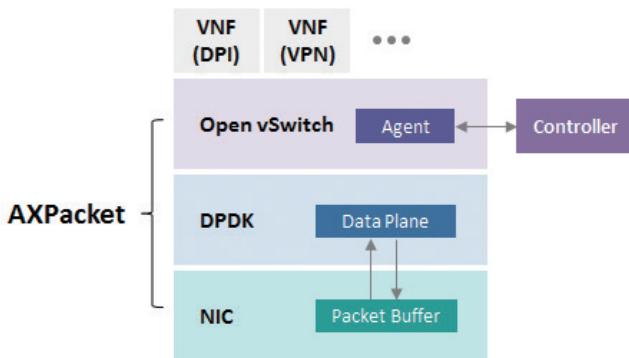 VNF
(DPI)
VNF
(VPN)
Open vSwitch
Agent
Controller
AXPacket
DPDK
Data Plane
NIC
Packet Buffer